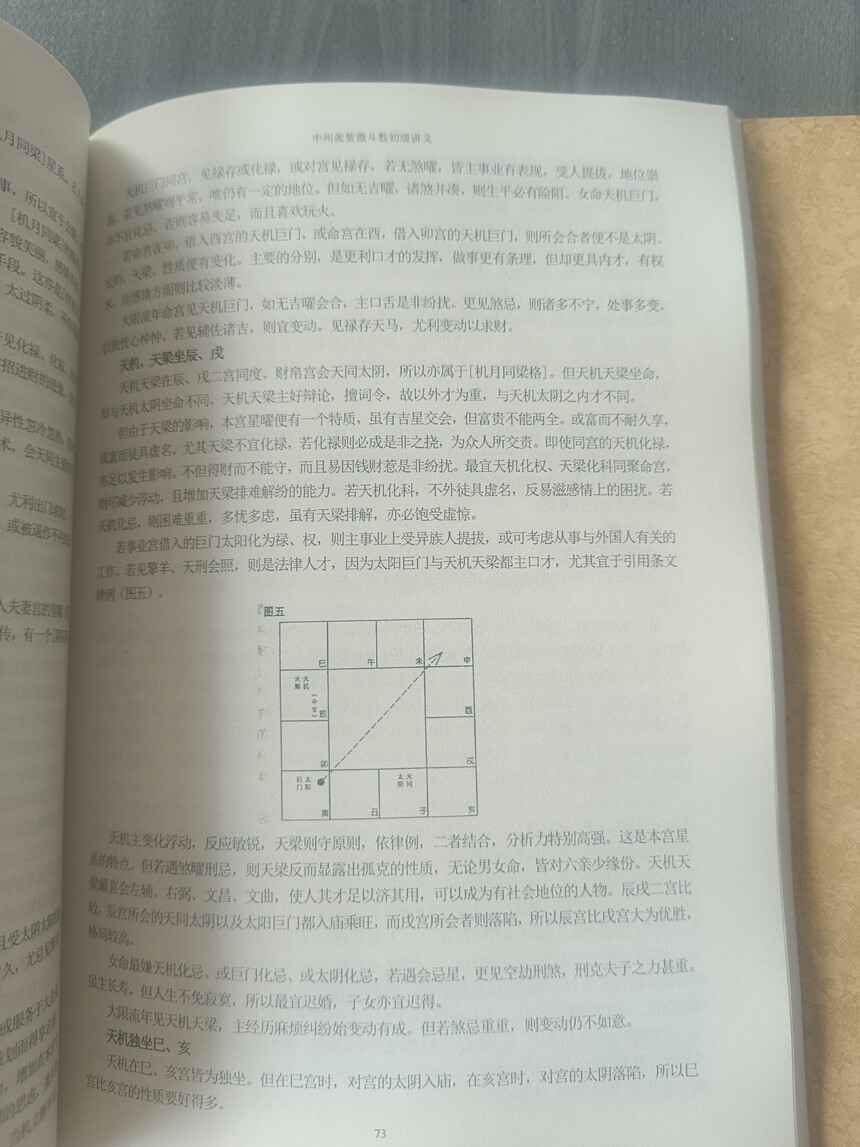 中州派紫微斗数初级讲义
天机巨门同宫，见禄存或化禄，或对宫见禄存，若无煞曜，皆主事业有表现，受人提拔，地位崇
高。若见煞曜则平常，唯仍有一定的地位。但如无吉曜，诸煞并凑，则生平必有险阻。女命天机巨门，
亦不宜化忌，否则容易失足，而且喜欢玩火。
若命宫在卯，借入酉宫的天机巨门，或命宫在酉，借入卯宫的天机巨门，则所会合者便不是太阴。
太阳、天梁，性质便有变化。主要的分别，是更利口才的发挥，做事更有条理，但却更具内才，有权
术，而感情方面则比较淡薄。
大限流年命宫见天机巨门，如无吉曜会合，主口舌是非纷扰。更见煞忌，则诸多不宁，处事多变，
以致忧心忡忡。若见辅佐诸吉，则宜变动。见禄存天马，尤利变动以求财。
天机、天梁坐辰、戌
天机天梁在辰、戌二宫同度。财帛宫会天同太阴，所以亦属于[机月同梁格]。但天机天梁坐命，
却与天机太阴坐命不同。天机天梁主好辩论，擅词令，故以外才为重，与天机太阴之内才不同。
但由于天梁的影响，本宫星曜便有一个特质，虽有吉星交会，但富贵不能两全。或富而不耐久享，
或富而徒具虚名。尤其天梁不宜化禄，若化禄则必成是非之挠，为众人所交责。即使同宫的天机化禄，
亦足以发生影响。不但得财而不能守，而且易因钱财惹是非纷扰。最宜天机化权、天梁化科同聚命宫，
则可减少浮动，且增加天梁排难解纷的能力。若天机化科，不外徒具虚名，反易滋感情上的困扰。若
天机化忌，则困难重重，多忧多虑，虽有天梁排解，亦必饱受虚惊。
若事业宫借入的巨门太阳化为禄、权，则主事业上受异族人提拔，或可考虑从事与外国人有关的
工作。若见擎羊、天刑会照，则是法律人才，因为太阳巨门与天机天梁都主口才，尤其宜于引用条文
律例（图五）。
图五
巳
午
未
申
天机
天梁
（命宫）
辰
酉
卯
戌
太阳
巨门
寅
丑
天同
太阴
子
亥
天机主变化浮动，反应敏锐，天梁则守原则，依律例，二者结合，分析力特别高强。这是本宫星
系的特点。但若遇煞曜刑忌，则天梁反而显露出孤克的性质，无论男女命，皆对六亲少缘份。天机天
梁最喜会左辅、右弼、文昌、文曲，使人其才足以济其用，可以成为有社会地位的人物。辰戌二宫比
较，辰宫所会的天同太阴以及太阳巨门都入庙乘旺，而戌宫所会者则落陷，所以辰宫比戌宫大为优胜，
格局较高。
女命最嫌天机化忌、或巨门化忌、或太阴化忌，若遇会忌星，更见空劫刑煞，刑克夫子之力甚重。
虽主长寿，但人生不免寂寞，所以最宜迟婚，子女亦宜迟得。
大限流年见天机天梁，主经历麻烦纠纷始变动有成。但若煞忌重重，则变动仍不如意。
天机独坐巳、亥
天机在巳、亥宫皆为独坐。但在巳宫时，对宫的太阴入庙，在亥宫时，对宫的太阴落陷，所以巳
宫比亥宫的性质要好得多。
73